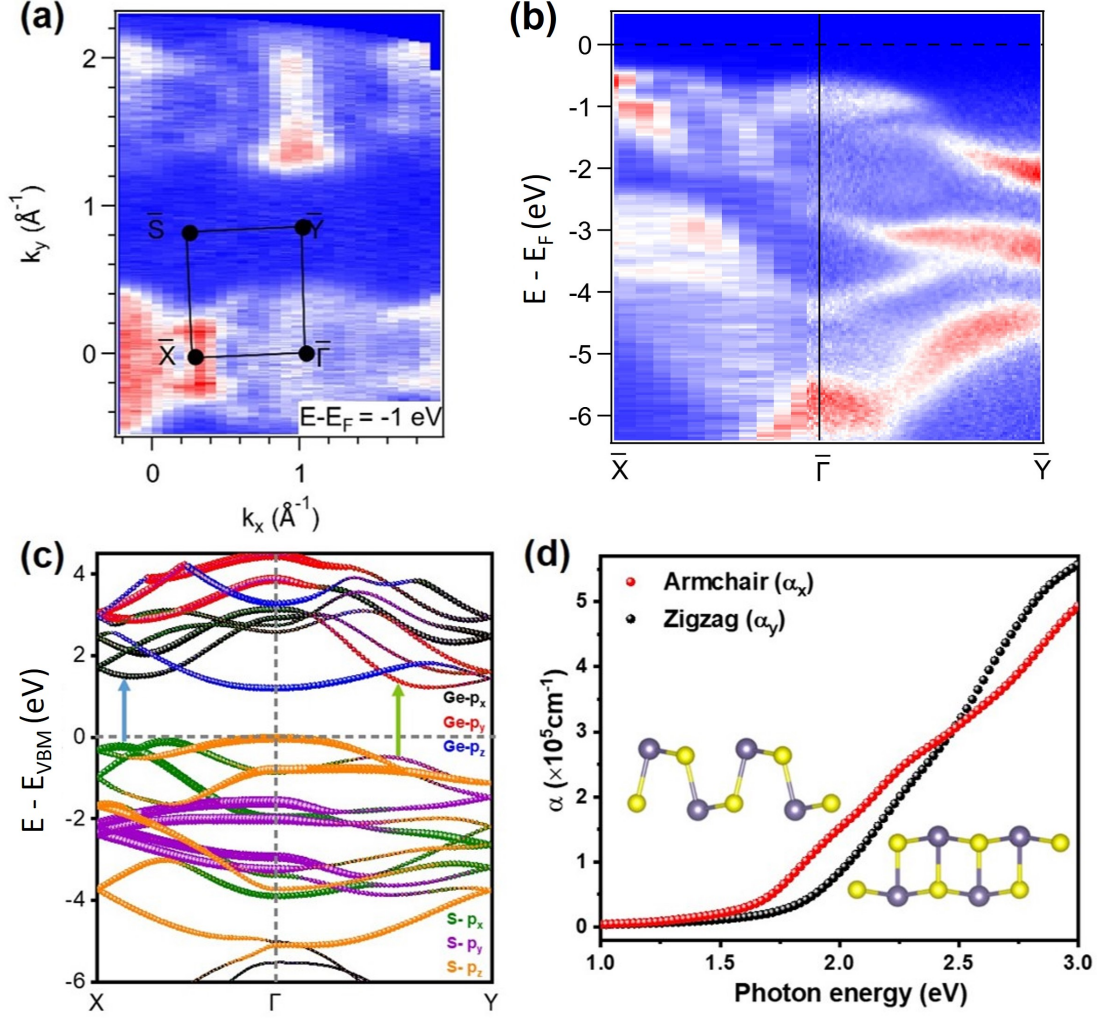 (a)
2
1
0
k_y (Å⁻¹)
S̄
Ȳ
X̄
Γ̄
E-E_F = -1 eV
0
1
k_x (Å⁻¹)
(b)
0
-1
-2
-3
-4
-5
-6
E - E_F (eV)
X̄
Γ̄
Ȳ
(c)
4
2
0
-2
-4
-6
E - E_VBM (eV)
Ge-p_x
Ge-p_y
Ge-p_z
S- p_x
S- p_y
S- p_z
X
Γ
Y
(d)
Armchair (α_x)
Zigzag (α_y)
5
4
3
2
1
0
α (×10⁵cm⁻¹)
1.0
1.5
2.0
2.5
3.0
Photon energy (eV)